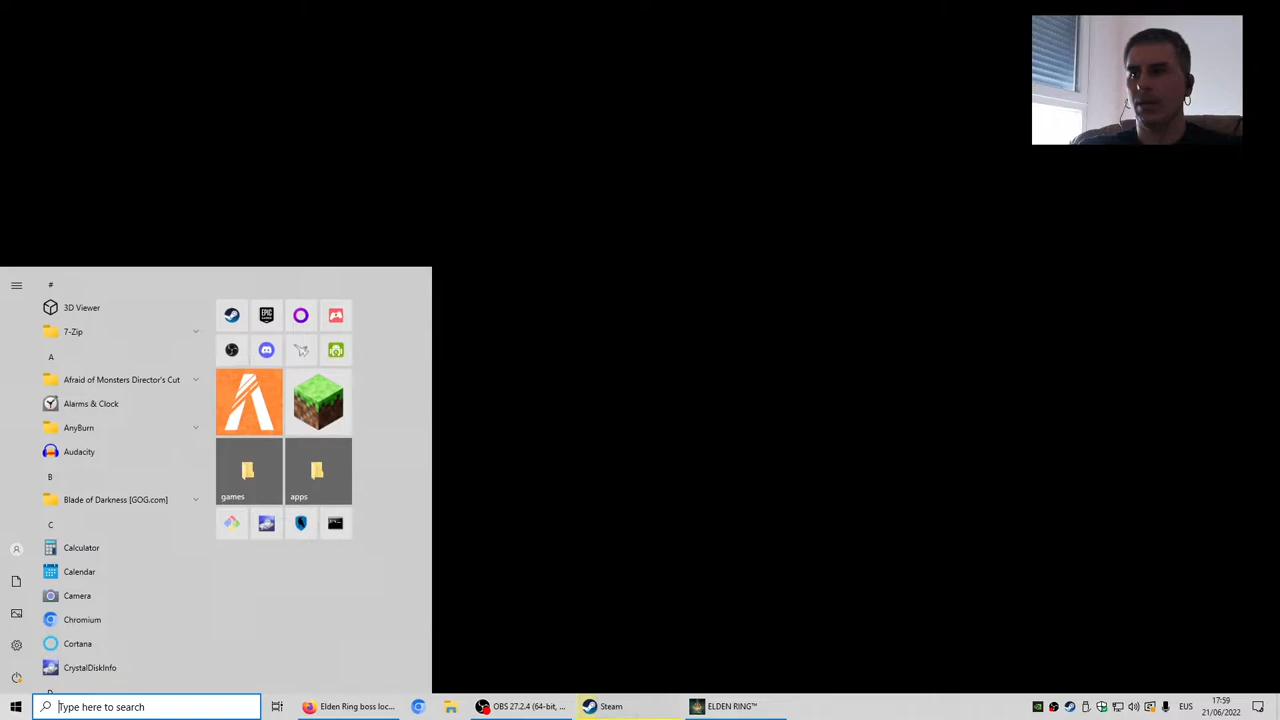 #
3D Viewer
7-Zip
A
Afraid of Monsters Director's Cut
Alarms & Clock
AnyBurn
Audacity
B
Blade of Darkness [GOG.com]
C
Calculator
Calendar
Camera
Chromium
Cortana
CrystalDiskInfo
EPIC
games
apps
Type here to search
Elden Ring boss loc...
OBS 27.2.4 (64-bit, ...
Steam
ELDEN RING™
EUS
17:59
21/06/2022